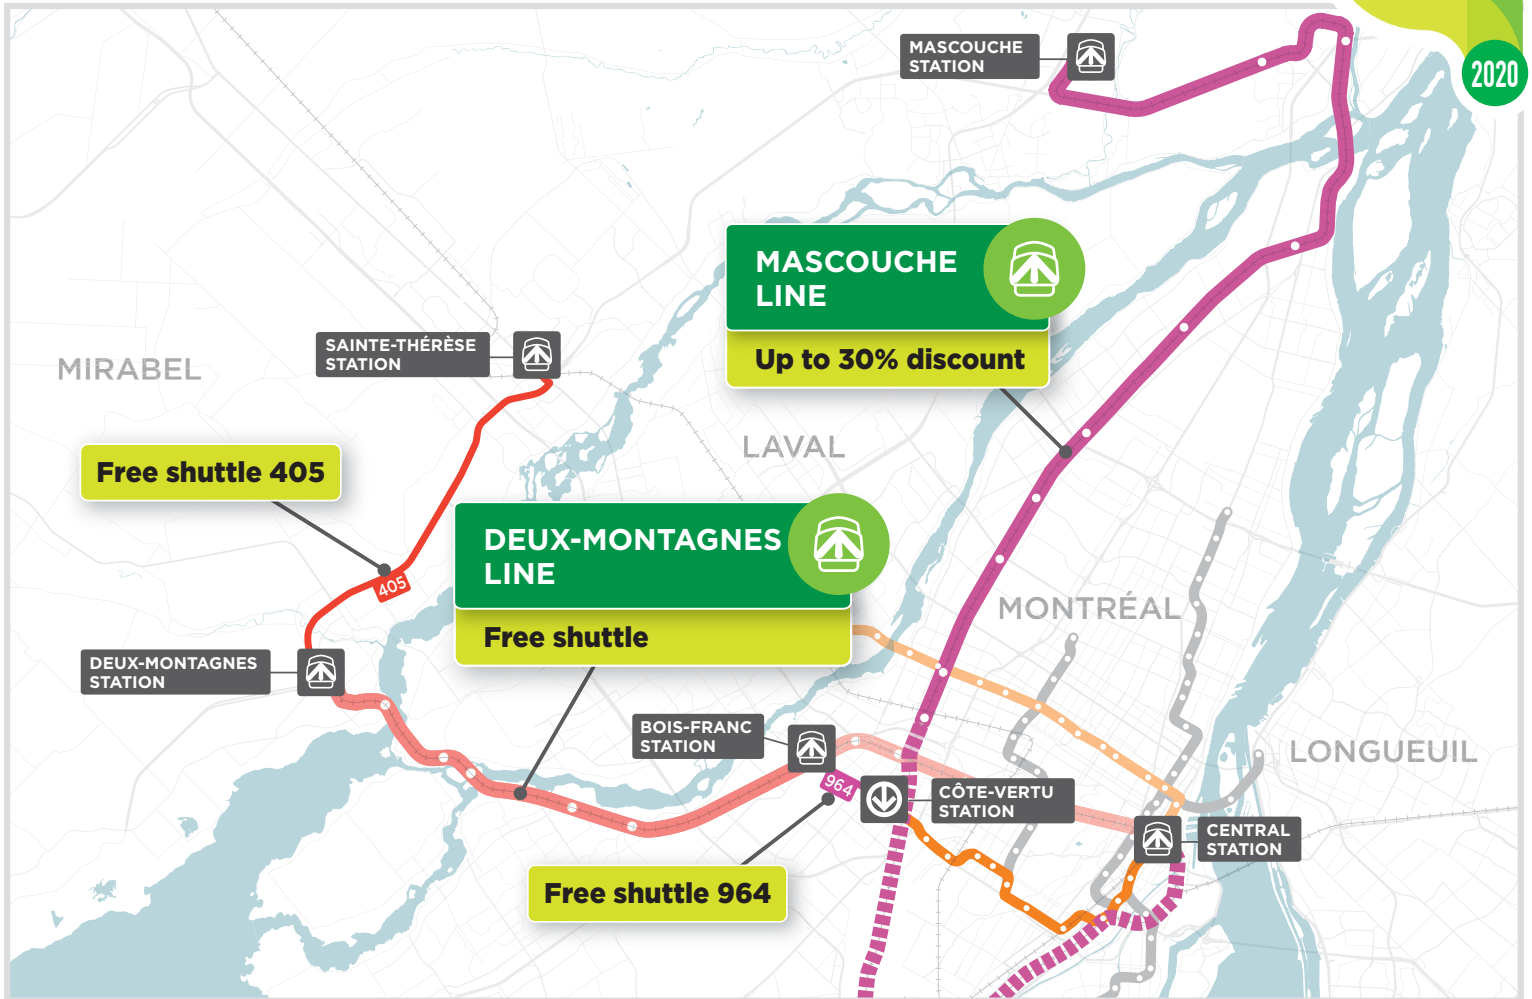 MASCOUCHE
STATION
2020
MASCOUCHE
LINE
Up to 30% discount
SAINTE-THÉRÈSE
STATION
MIRABEL
LAVAL
Free shuttle 405
DEUX-MONTAGNES
LINE
Free shuttle
405
MONTRÉAL
DEUX-MONTAGNES
STATION
BOIS-FRANC
STATION
LONGUEUIL
964
CÔTE-VERTU
STATION
CENTRAL
STATION
Free shuttle 964